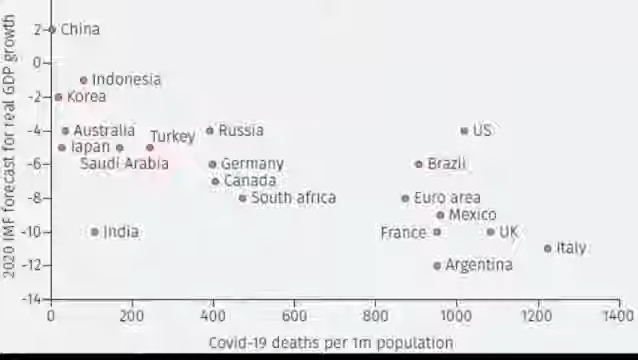 2020 IMF forecast for real GDP growth
2
0
-2
-4
-6
-8
-10
-12
-14
China
Indonesia
Korea
Australia
Turkey
Russia
US
Japan
Saudi Arabia
Germany
Brazil
Canada
South africa
Euro area
Mexico
India
France
UK
Italy
Argentina
0 200 400 600 800 1000 1200 1400
Covid-19 deaths per 1m population